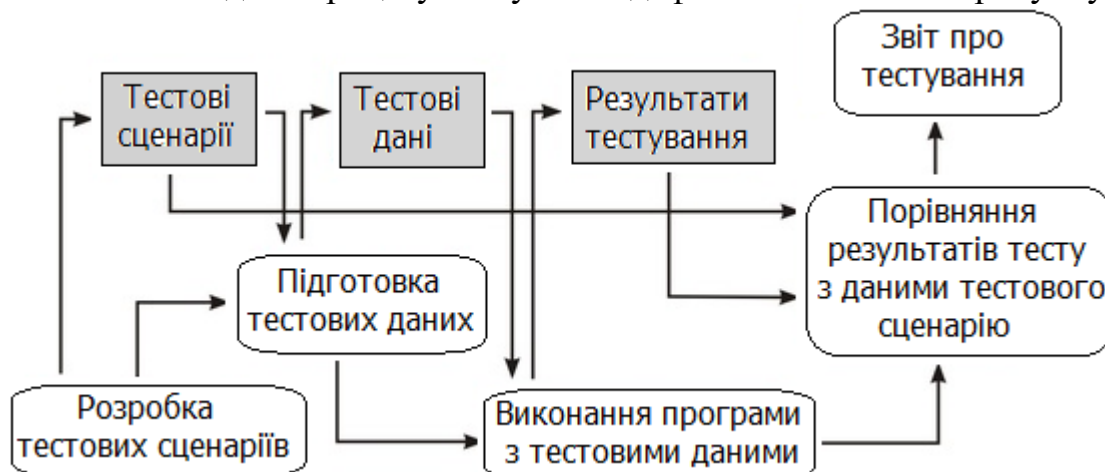 Звіт про
тестування
Тестові
сценарії
Тестові
дані
Результати
тестування
Порівняння
результатів тесту
з даними тестового
сценарію
Підготовка
тестових даних
Розробка
тестових сценаріїв
Виконання програми
з тестовими даними